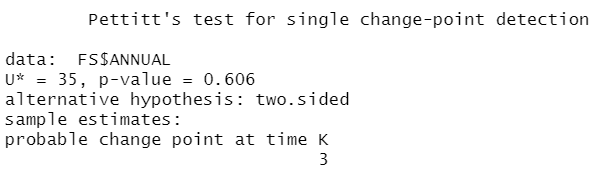 Pettitt's test for single change-point detection
data:  FS$ANNUAL
U* = 35, p-value = 0.606
alternative hypothesis: two.sided
sample estimates:
probable change point at time K
3